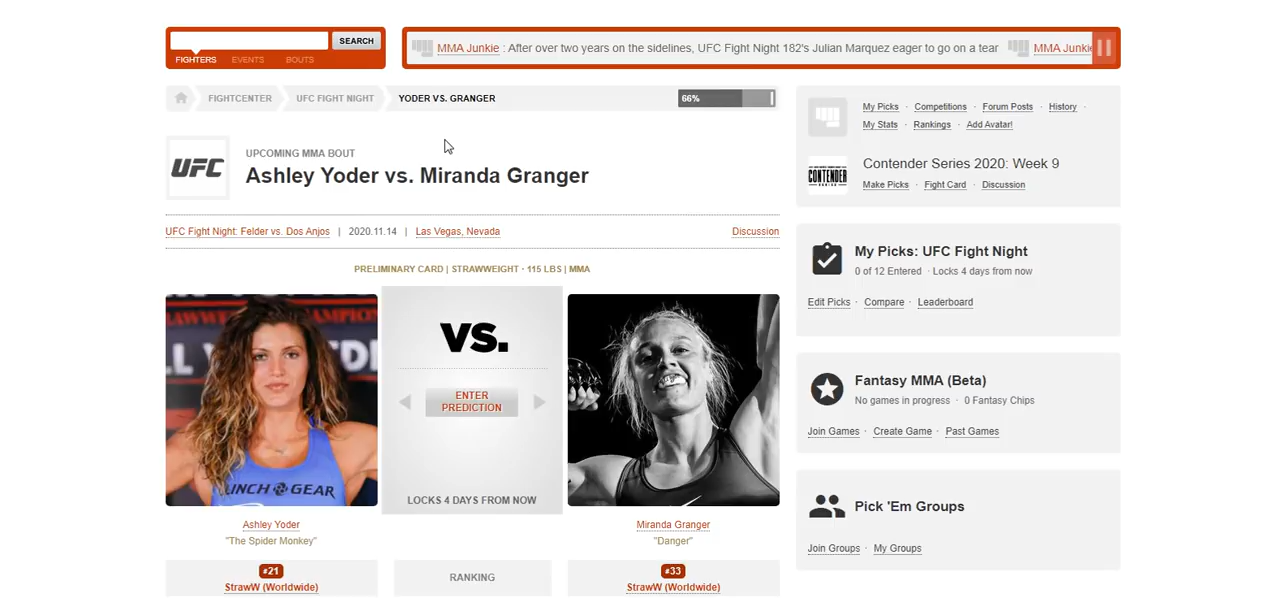 SEARCH
FIGHTERS EVENTS BOUTS
MMA Junkie : After over two years on the sidelines, UFC Fight Night 182's Julian Marquez eager to go on a tear MMA Junki
FIGHTCENTER UFC FIGHT NIGHT YODER VS. GRANGER 66%
UFC
UPCOMING MMA BOUT
Ashley Yoder vs. Miranda Granger
UFC Fight Night: Felder vs. Dos Anjos | 2020.11.14 | Las Vegas, Nevada Discussion
PRELIMINARY CARD | STRAWWEIGHT · 115 LBS | MMA
VS.
ENTER
PREDICTION
LOCKS 4 DAYS FROM NOW
CLINCH GEAR
Ashley Yoder
"The Spider Monkey"
Miranda Granger
"Danger"
#21
StrawW (Worldwide)
RANKING
#33
StrawW (Worldwide)
My Picks · Competitions · Forum Posts · History ·
My Stats · Rankings · Add Avatar!
CONTENDER
Contender Series 2020: Week 9
Make Picks · Fight Card · Discussion
My Picks: UFC Fight Night
0 of 12 Entered · Locks 4 days from now
Edit Picks · Compare · Leaderboard
Fantasy MMA (Beta)
No games in progress · 0 Fantasy Chips
Join Games · Create Game · Past Games
Pick 'Em Groups
Join Groups · My Groups